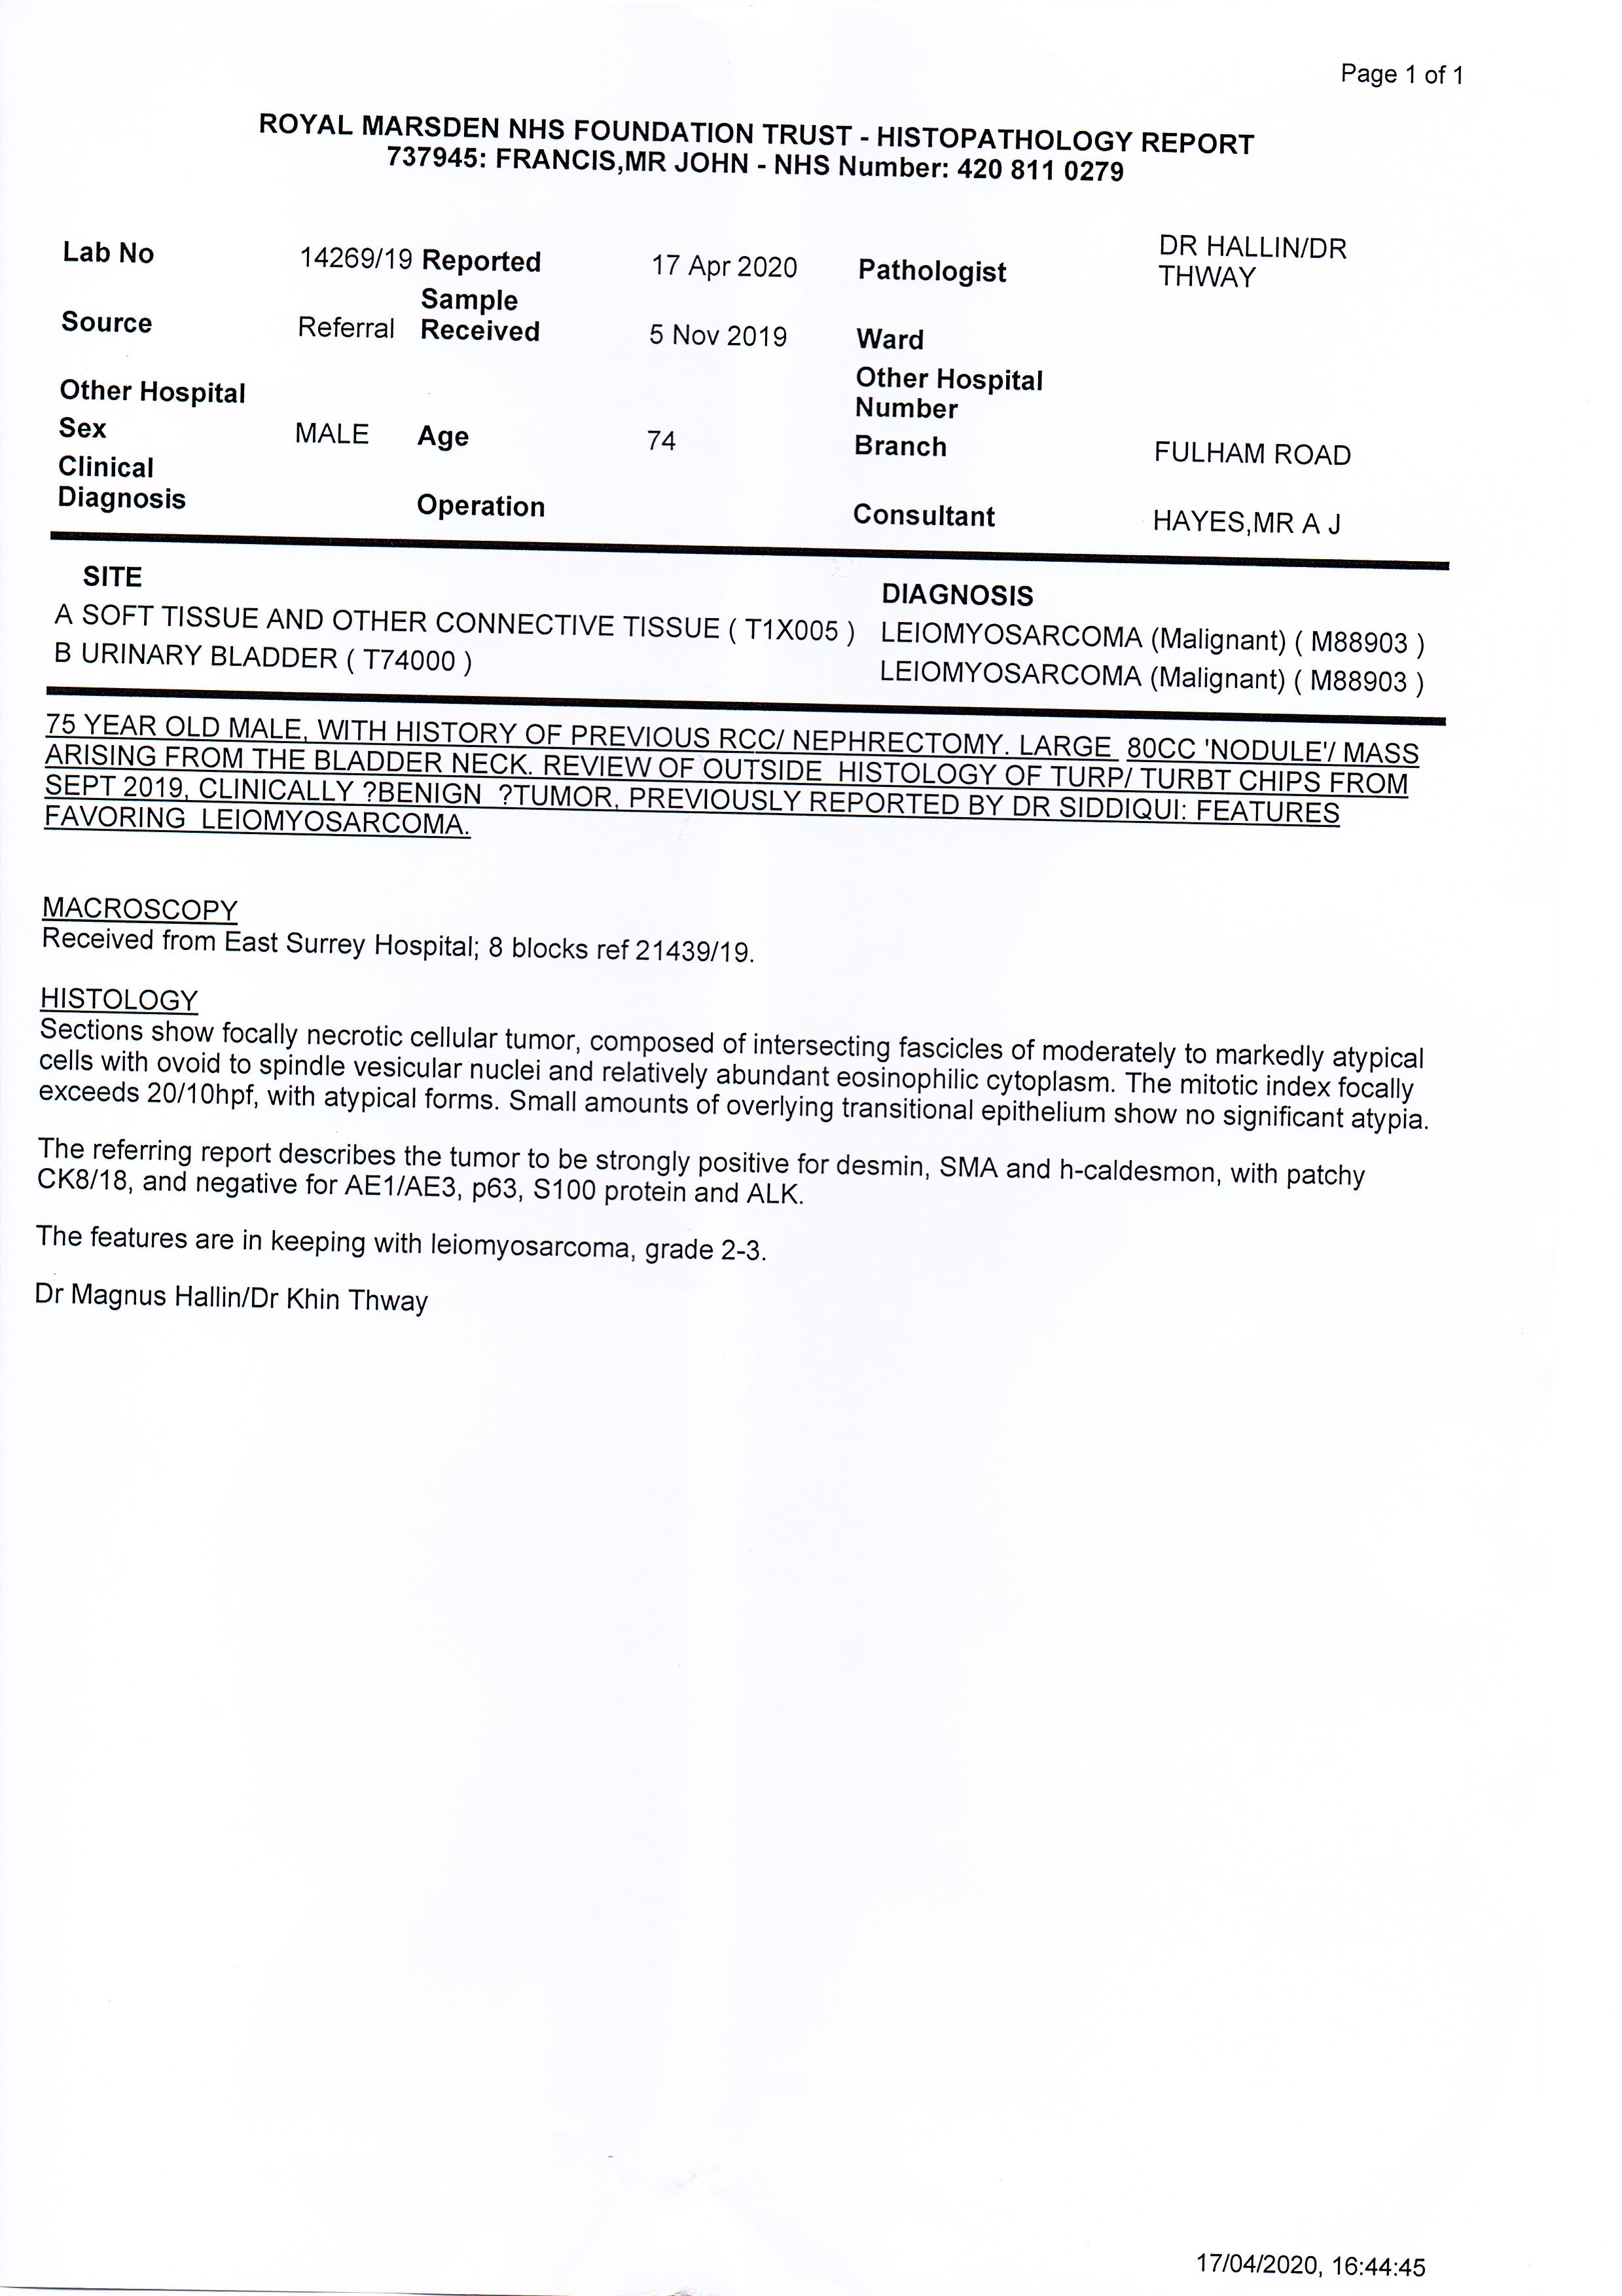 Page 1 of 1
ROYAL MARSDEN NHS FOUNDATION TRUST - HISTOPATHOLOGY REPORT
737945: FRANCIS,MR JOHN - NHS Number: 420 811 0279
Lab No 14269/19 Reported 17 Apr 2020 Pathologist DR HALLIN/DR THWAY
Source Referral Sample Received 5 Nov 2019 Ward
Other Hospital Other Hospital Number
Sex MALE Age 74 Branch FULHAM ROAD
Clinical Diagnosis Operation Consultant HAYES,MR A J
SITE DIAGNOSIS
A SOFT TISSUE AND OTHER CONNECTIVE TISSUE ( T1X005 ) LEIOMYOSARCOMA (Malignant) ( M88903 )
B URINARY BLADDER ( T74000 ) LEIOMYOSARCOMA (Malignant) ( M88903 )
75 YEAR OLD MALE, WITH HISTORY OF PREVIOUS RCC/ NEPHRECTOMY. LARGE 80CC 'NODULE'/ MASS
ARISING FROM THE BLADDER NECK. REVIEW OF OUTSIDE HISTOLOGY OF TURP/ TURBT CHIPS FROM
SEPT 2019, CLINICALLY ?BENIGN ?TUMOR, PREVIOUSLY REPORTED BY DR SIDDIQUI: FEATURES
FAVORING LEIOMYOSARCOMA.
MACROSCOPY
Received from East Surrey Hospital; 8 blocks ref 21439/19.
HISTOLOGY
Sections show focally necrotic cellular tumor, composed of intersecting fascicles of moderately to markedly atypical
cells with ovoid to spindle vesicular nuclei and relatively abundant eosinophilic cytoplasm. The mitotic index focally
exceeds 20/10hpf, with atypical forms. Small amounts of overlying transitional epithelium show no significant atypia.
The referring report describes the tumor to be strongly positive for desmin, SMA and h-caldesmon, with patchy
CK8/18, and negative for AE1/AE3, p63, S100 protein and ALK.
The features are in keeping with leiomyosarcoma, grade 2-3.
Dr Magnus Hallin/Dr Khin Thway
17/04/2020, 16:44:45